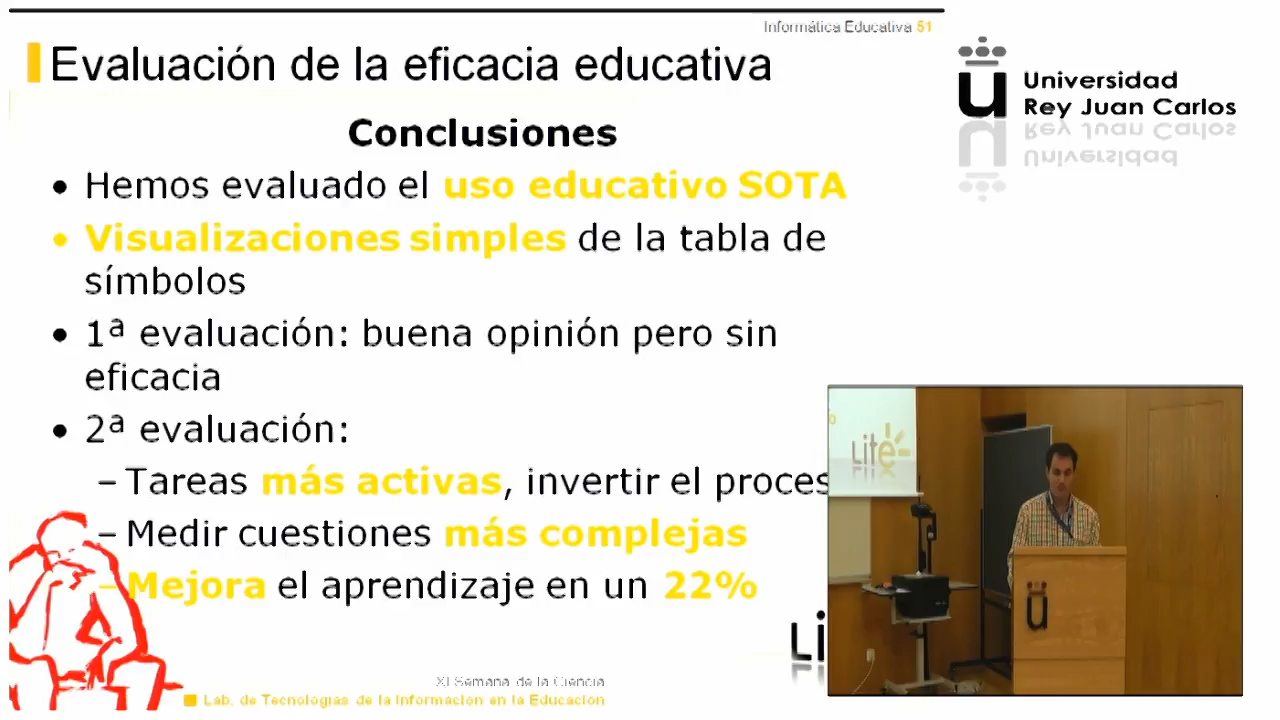 Informática Educativa 51
Evaluación de la eficacia educativa
Universidad
Rey Juan Carlos
Conclusiones
• Hemos evaluado el uso educativo SOTA
• Visualizaciones simples de la tabla de
símbolos
• 1ª evaluación: buena opinión pero sin
eficacia
• 2ª evaluación:
– Tareas más activas, invertir el proces
– Medir cuestiones más complejas
– Mejora el aprendizaje en un 22%
Lite
ü
Li
XI Semana de la Ciencia
Lab. de Tecnologías de la Información en la Educación